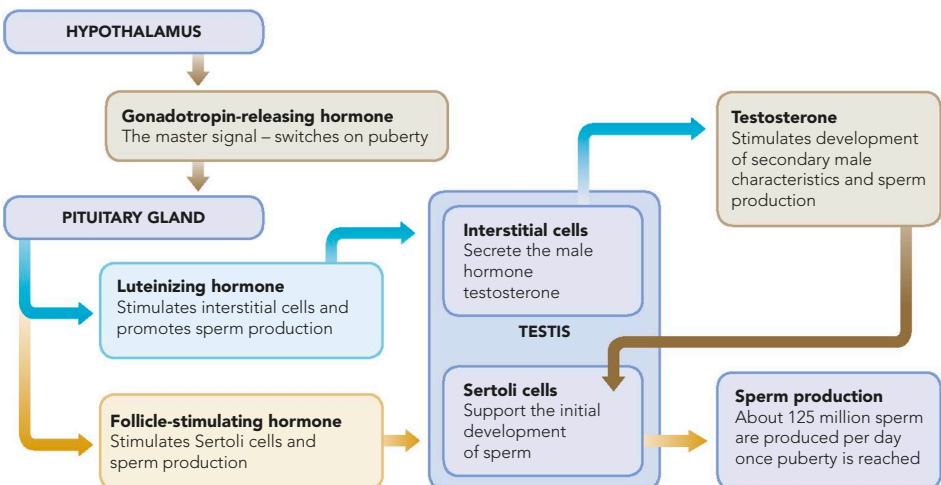 HYPOTHALAMUS
Gonadotropin-releasing hormone
The master signal – switches on puberty
PITUITARY GLAND
Luteinizing hormone
Stimulates interstitial cells and
promotes sperm production
Follicle-stimulating hormone
Stimulates Sertoli cells and
sperm production
Interstitial cells
Secrete the male
hormone
testosterone
TESTIS
Sertoli cells
Support the initial
development
of sperm
Testosterone
Stimulates development
of secondary male
characteristics and sperm
production
Sperm production
About 125 million sperm
are produced per day
once puberty is reached